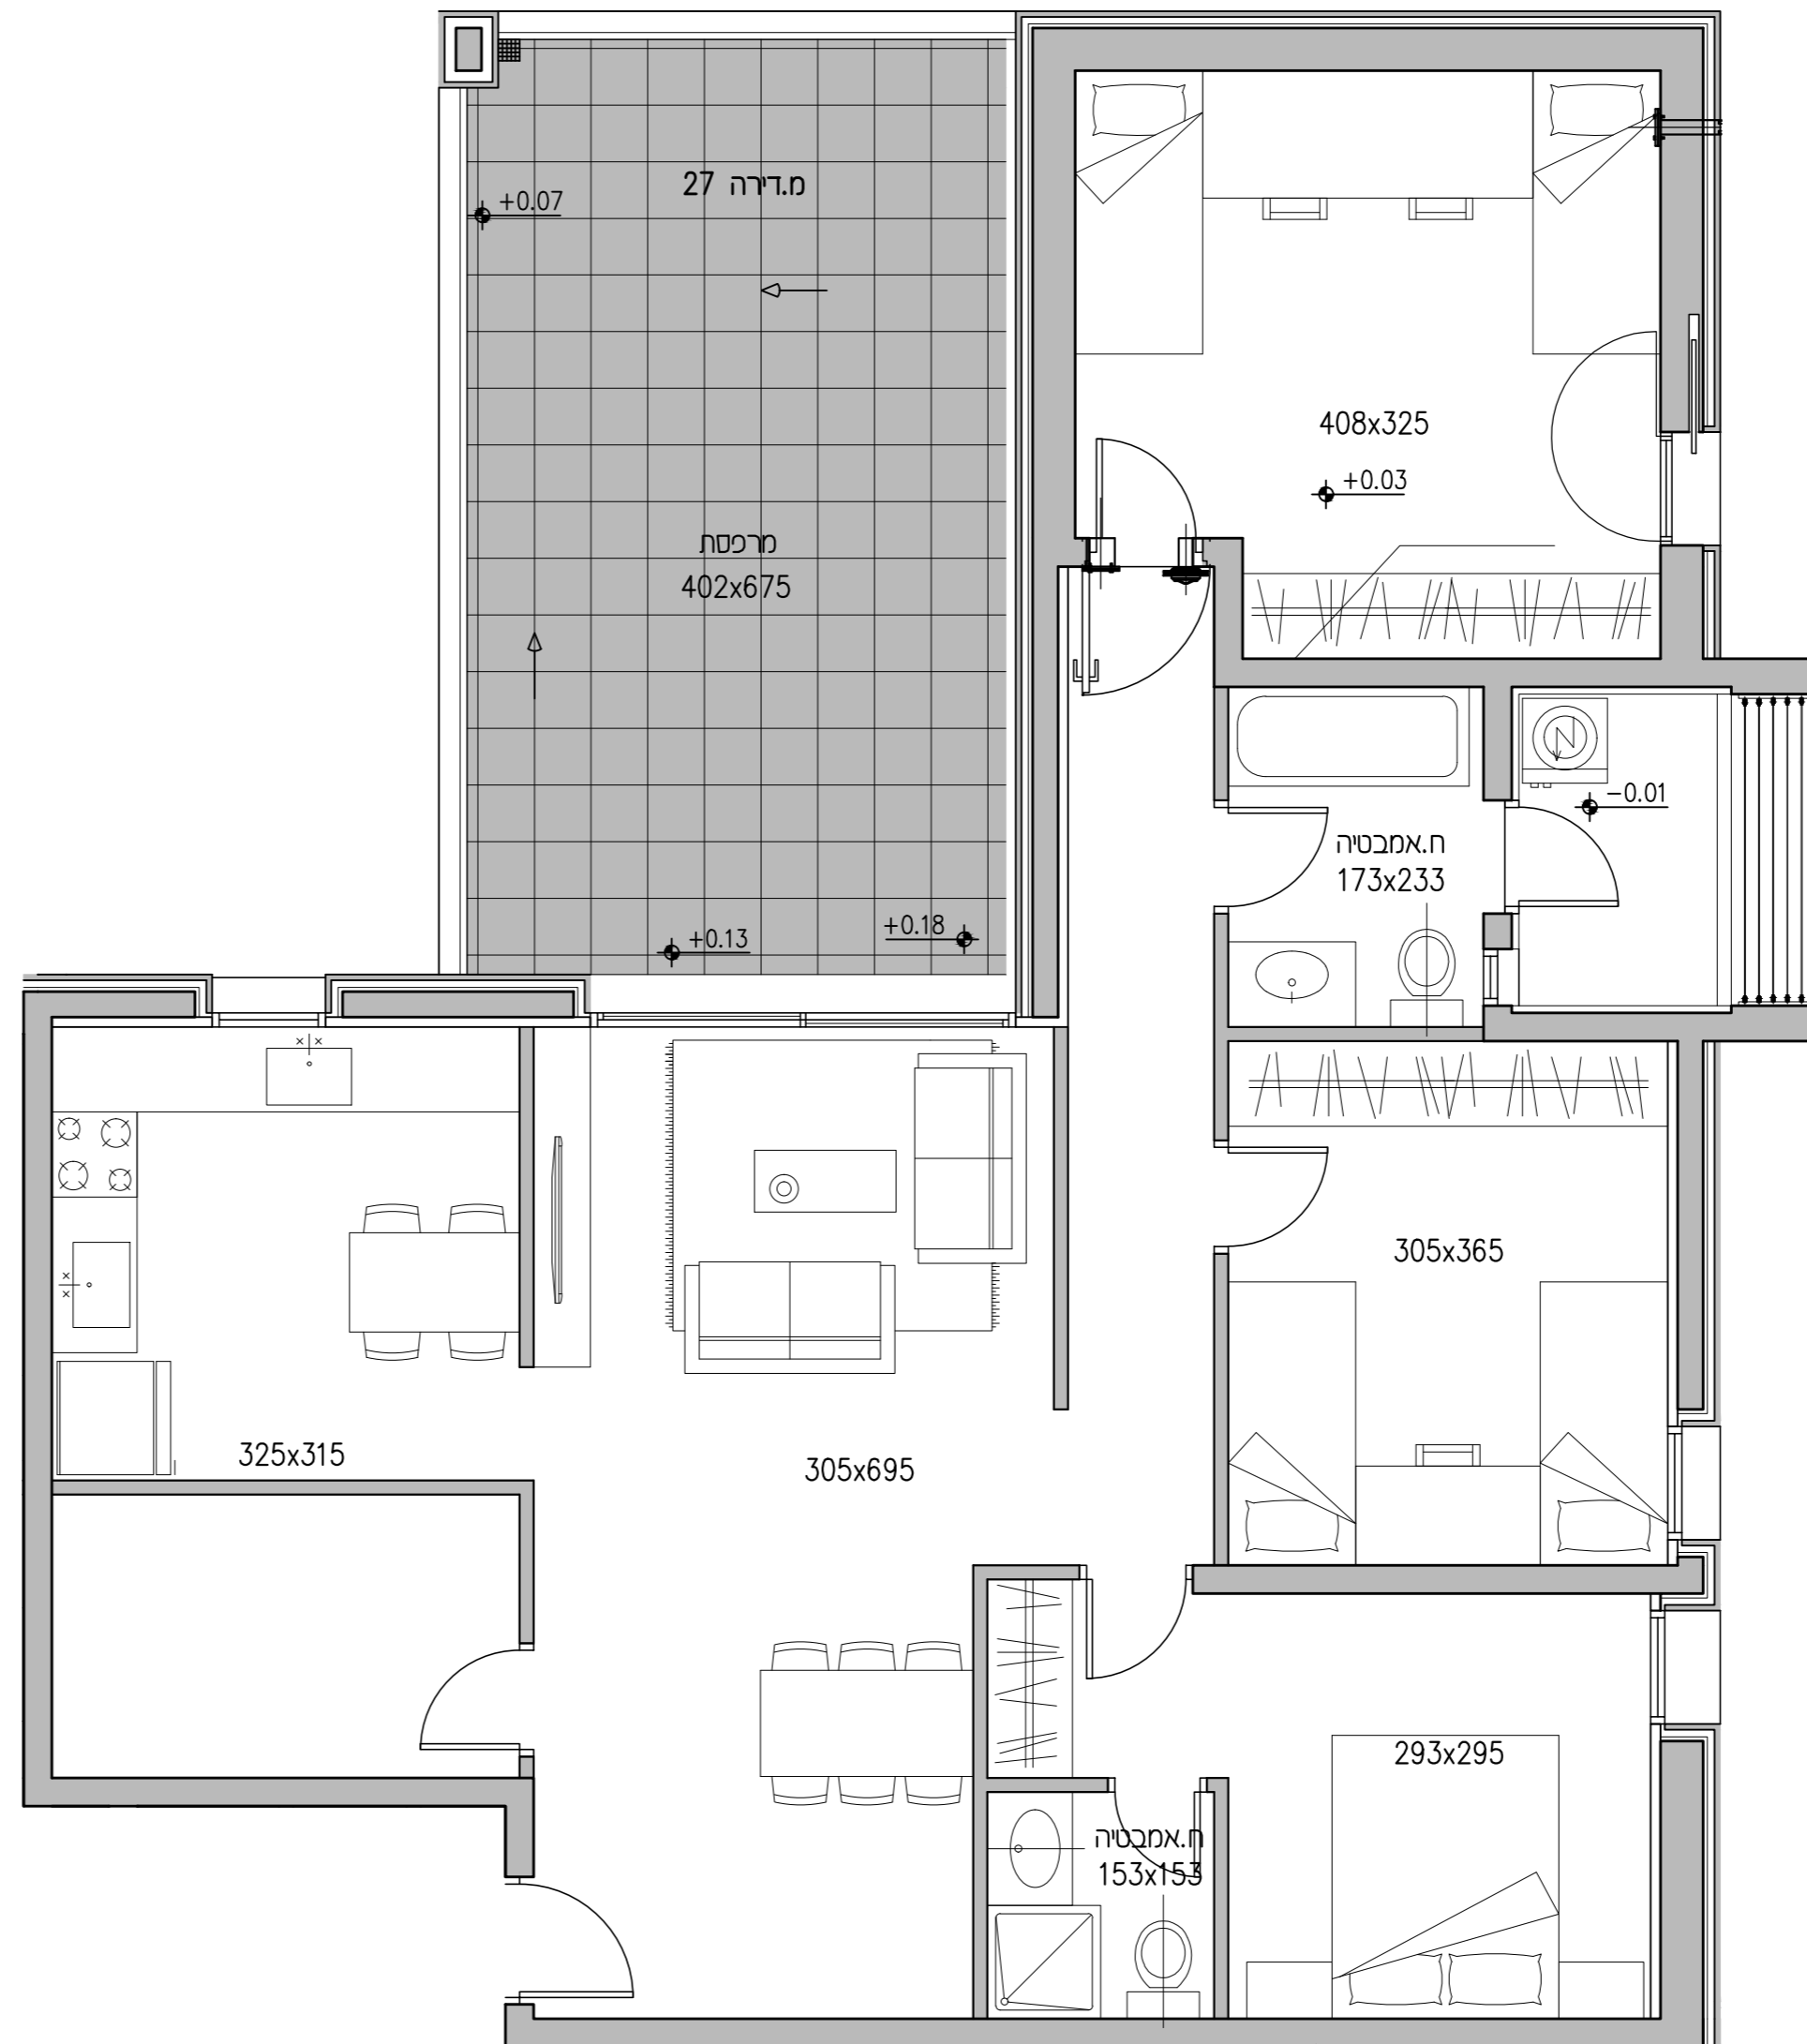 מ.דירה 27
+0.07
408x325
+0.03
מרפסת
402x675
-0.01
ח.אמבטיה
173x233
+0.18
+0.13
305x365
325x315
305x695
293x295
ח.אמבטיה
153x153